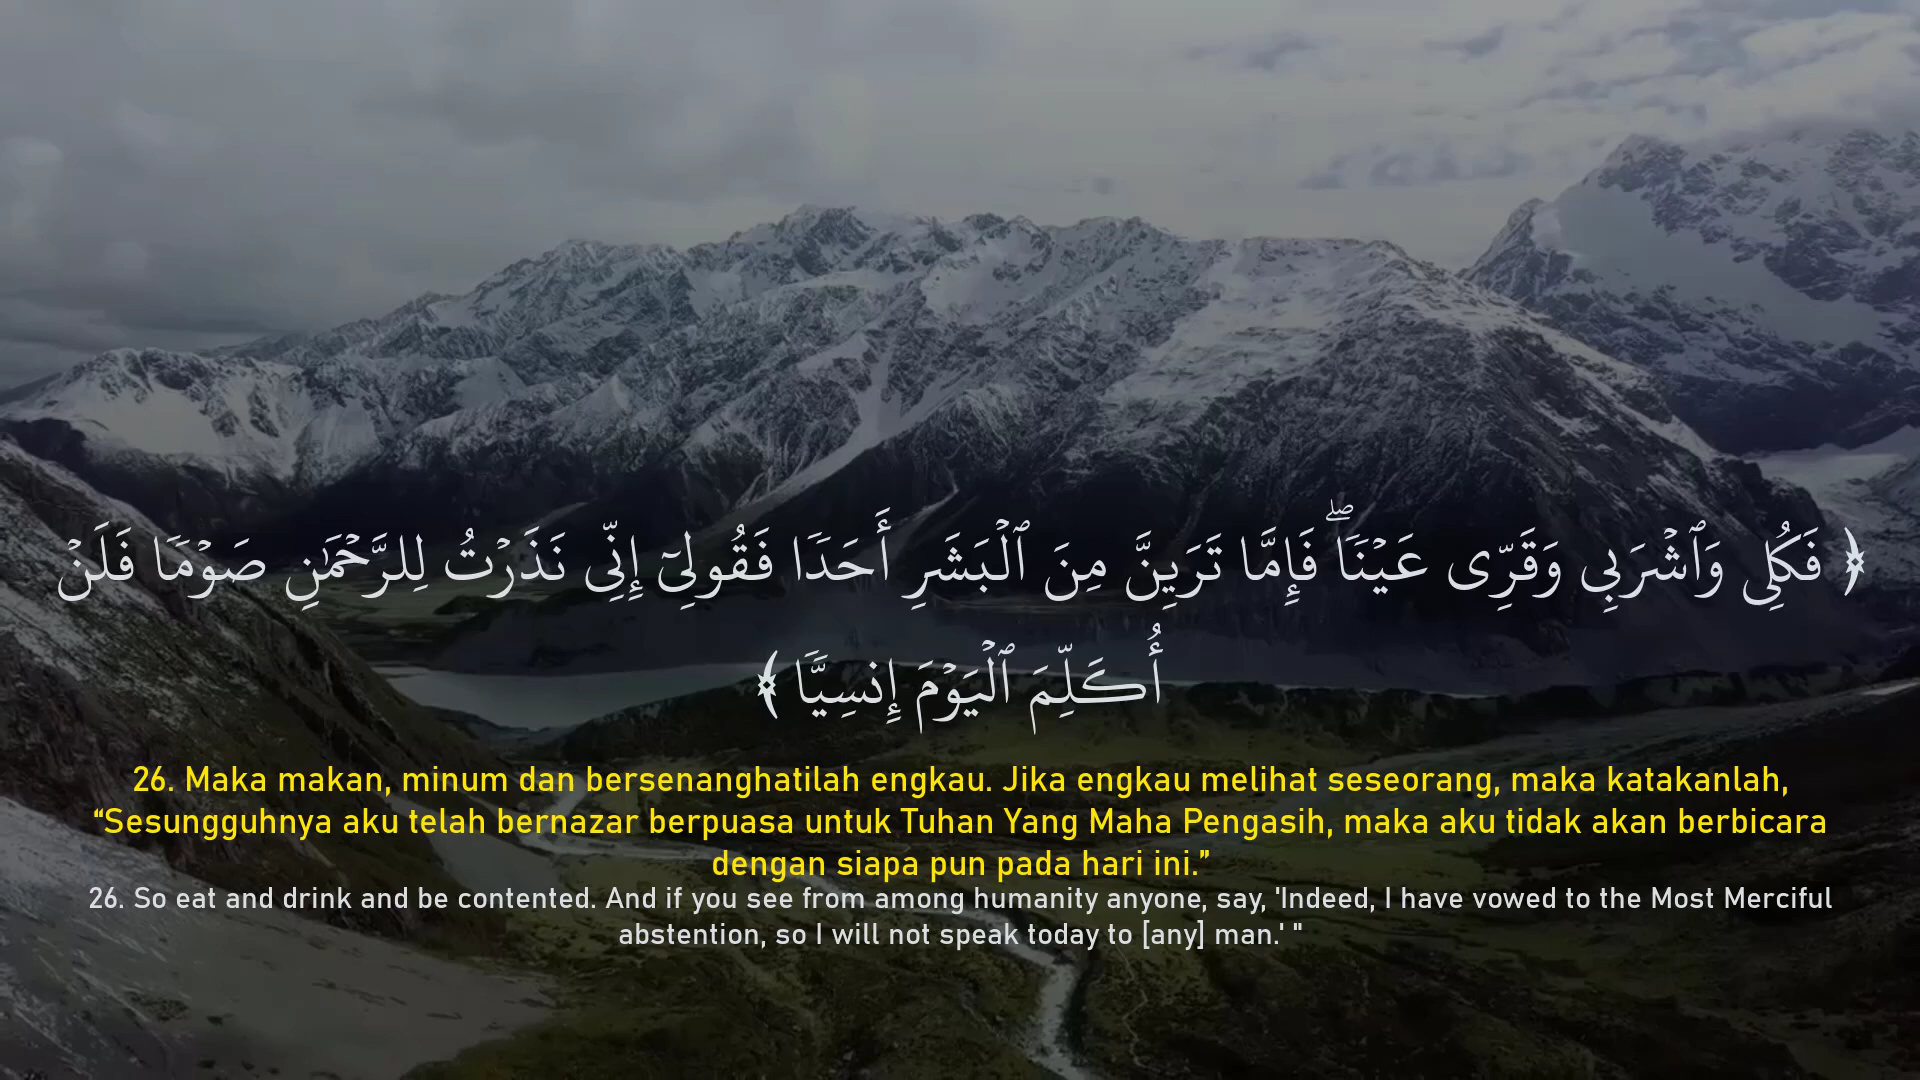 ﴿ فَكُلِى وَٱشْرَبِى وَقَرِّى عَيْنًا ۖ فَإِمَّا تَرَيِنَّ مِنَ ٱلْبَشَرِ أَحَدًا فَقُولِىٓ إِنِّى نَذَرْتُ لِلرَّحْمَٰنِ صَوْمًا فَلَنْ
أُكَلِّمَ ٱلْيَوْمَ إِنسِيًّا ﴾
26. Maka makan, minum dan bersenanghatilah engkau. Jika engkau melihat seseorang, maka katakanlah,
“Sesungguhnya aku telah bernazar berpuasa untuk Tuhan Yang Maha Pengasih, maka aku tidak akan berbicara
dengan siapa pun pada hari ini.”
26. So eat and drink and be contented. And if you see from among humanity anyone, say, 'Indeed, I have vowed to the Most Merciful
abstention, so I will not speak today to [any] man.' "